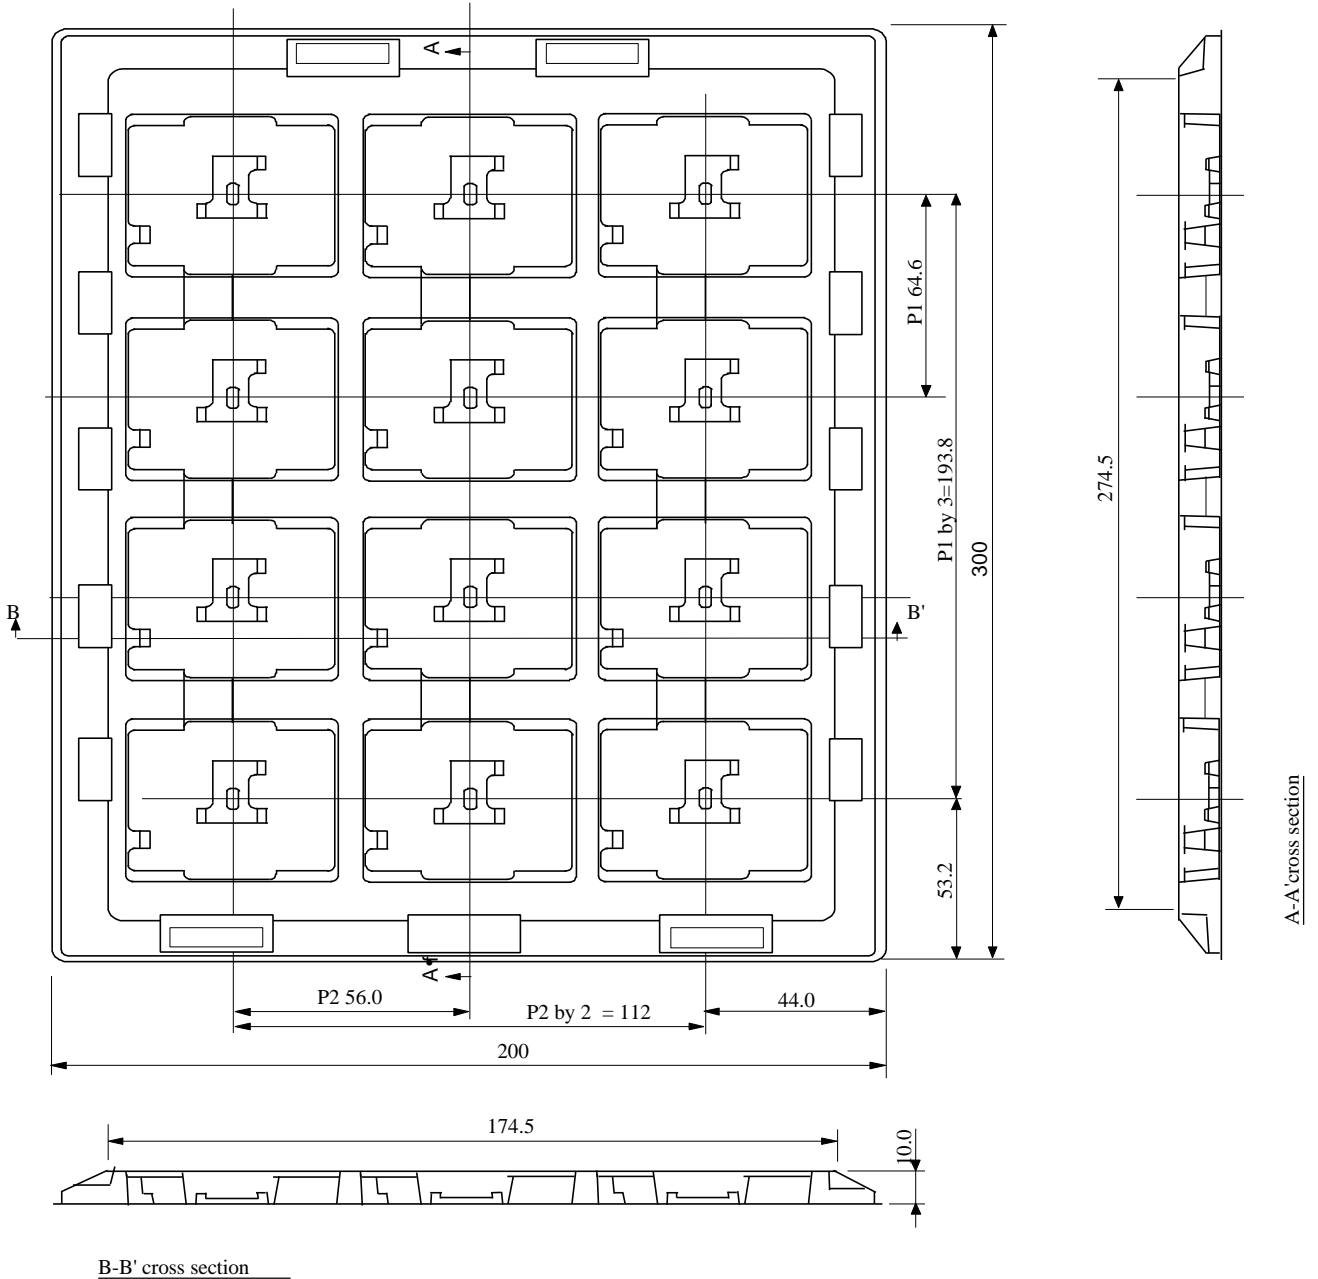 A
P1 64.6
P1 by 3=193.8
300
274.5
B
B'
53.2
A-A'cross section
A'
P2 56.0
P2 by 2 = 112
44.0
200
174.5
10.0
B-B' cross section